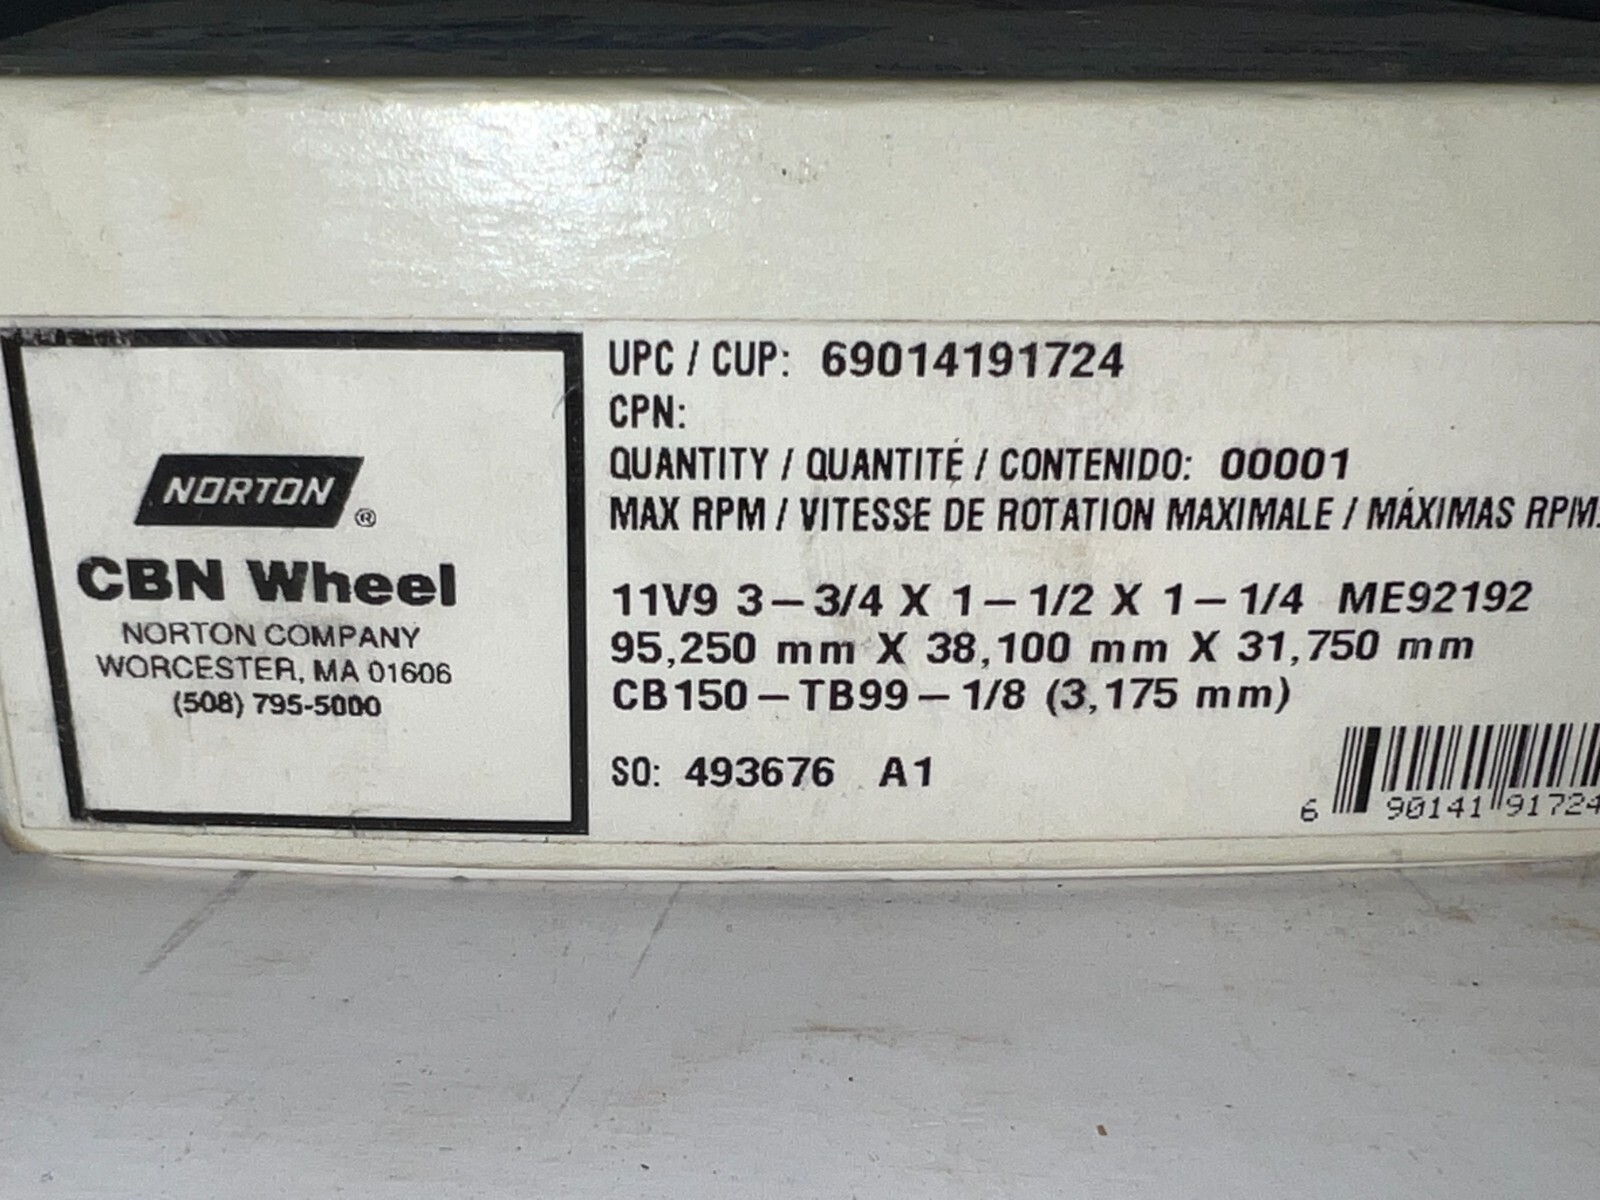 NORTON ®
CBN Wheel
NORTON COMPANY
WORCESTER, MA 01606
(508) 795-5000
UPC / CUP: 69014191724
CPN:
QUANTITY / QUANTITÉ / CONTENIDO: 00001
MAX RPM / VITESSE DE ROTATION MAXIMALE / MÁXIMAS RPM:
11V9 3-3/4 X 1-1/2 X 1-1/4 ME92192
95,250 mm X 38,100 mm X 31,750 mm
CB150-TB99-1/8 (3,175 mm)
SO: 493676 A1
6 90141 91724